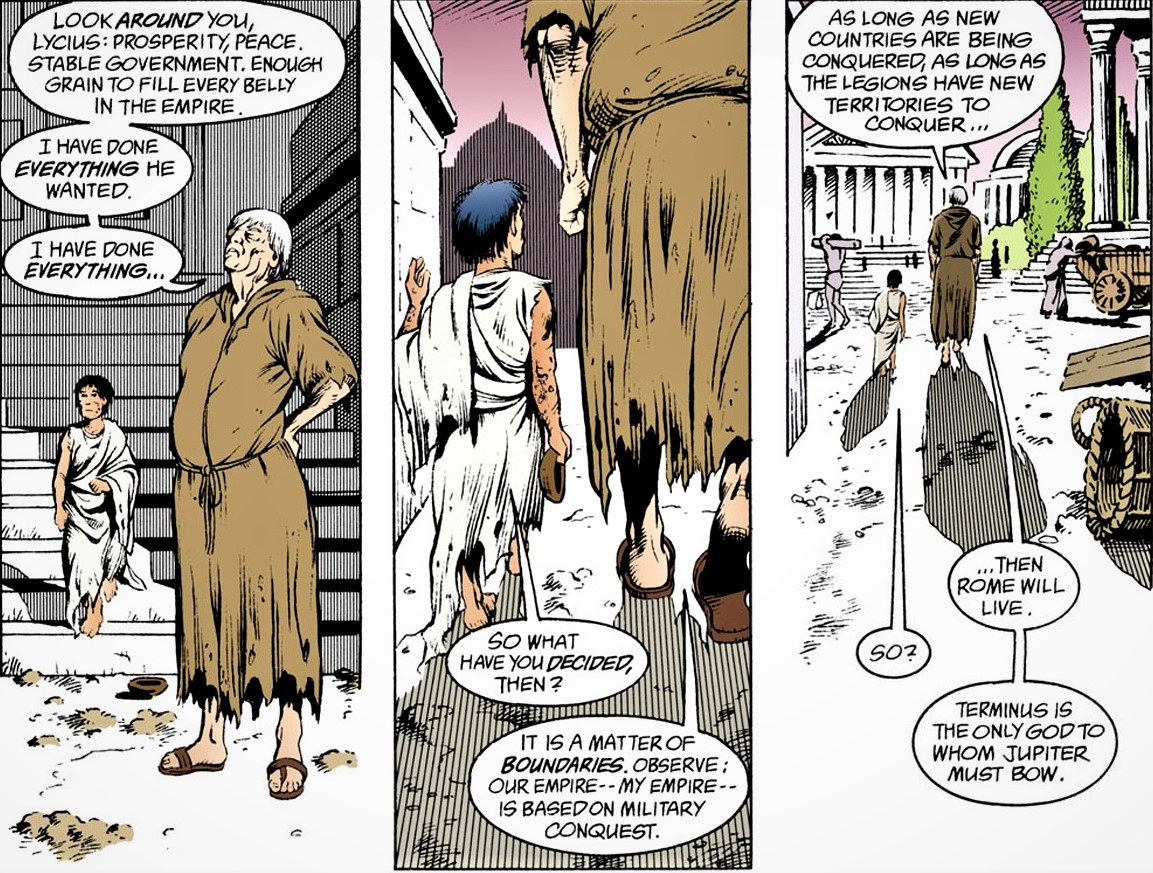 LOOK AROUND YOU,
LYCIUS: PROSPERITY, PEACE.
STABLE GOVERNMENT. ENOUGH
GRAIN TO FILL EVERY BELLY
IN THE EMPIRE.
I HAVE DONE
EVERYTHING HE
WANTED.
I HAVE DONE
EVERYTHING...
SO WHAT
HAVE YOU DECIDED,
THEN?
IT IS A MATTER OF
BOUNDARIES. OBSERVE:
OUR EMPIRE--MY EMPIRE--
IS BASED ON MILITARY
CONQUEST.
AS LONG AS NEW
COUNTRIES ARE BEING
CONQUERED, AS LONG AS
THE LEGIONS HAVE NEW
TERRITORIES TO
CONQUER...
SO?
...THEN
ROME WILL
LIVE.
TERMINUS IS
THE ONLY GOD TO
WHOM JUPITER
MUST BOW.